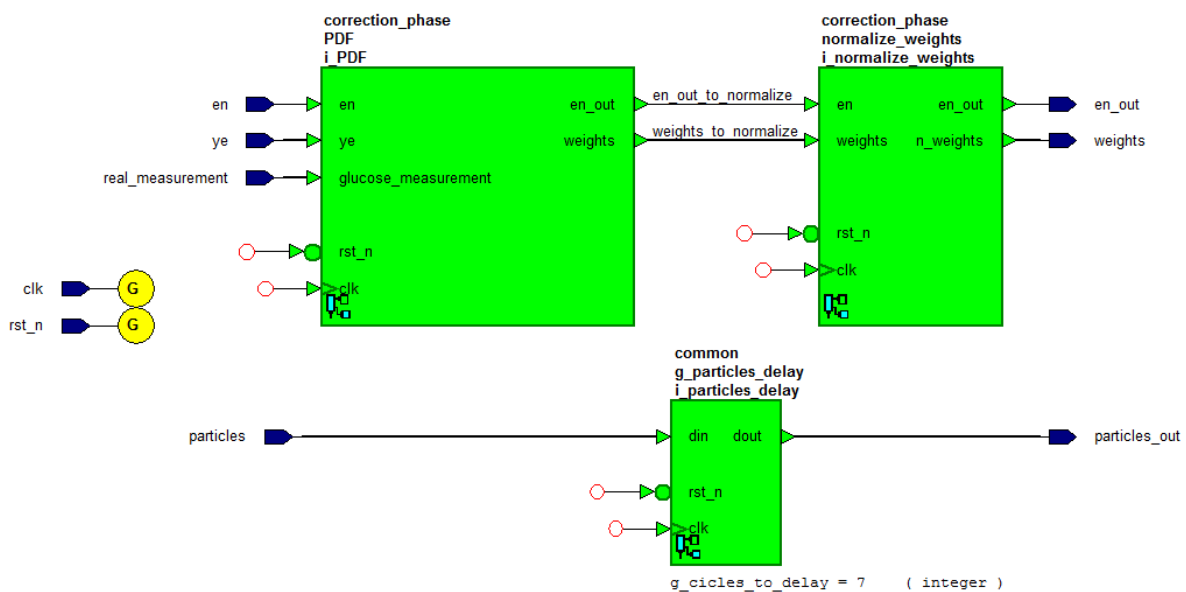 correction_phase
PDF
i_PDF
correction_phase
normalize_weights
i_normalize_weights
en
en
en_out
en_out_to_normalize
en
en_out
en_out
ye
ye
weights
weights_to_normalize
weights
n_weights
weights
real_measurement
glucose_measurement
rst_n
rst_n
clk
clk
clk
G
rst_n
G
common
g_particles_delay
i_particles_delay
particles
din
dout
particles_out
rst_n
clk
g_cicles_to_delay = 7 ( integer )